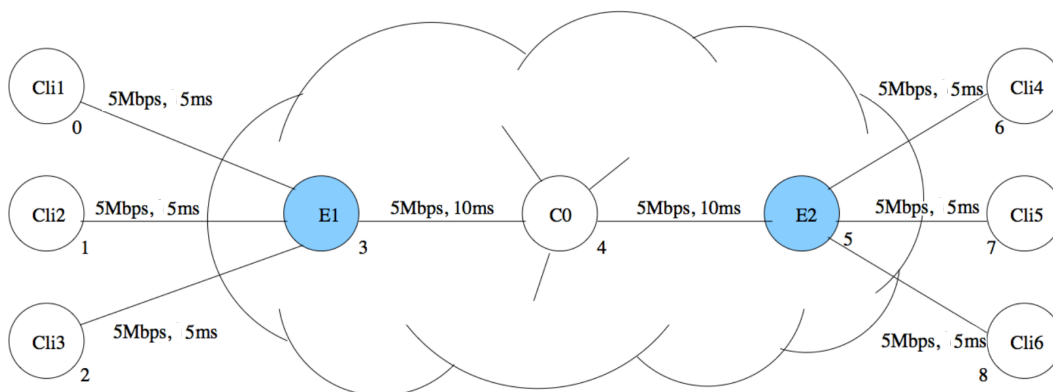 Cli1
0
5Mbps, 5ms
5Mbps, 5ms
Cli4
6
Cli2
1
5Mbps, 5ms
E1
3
5Mbps, 10ms
C0
4
5Mbps, 10ms
E2
5
5Mbps, 5ms
Cli5
7
Cli3
2
5Mbps, 5ms
5Mbps, 5ms
Cli6
8